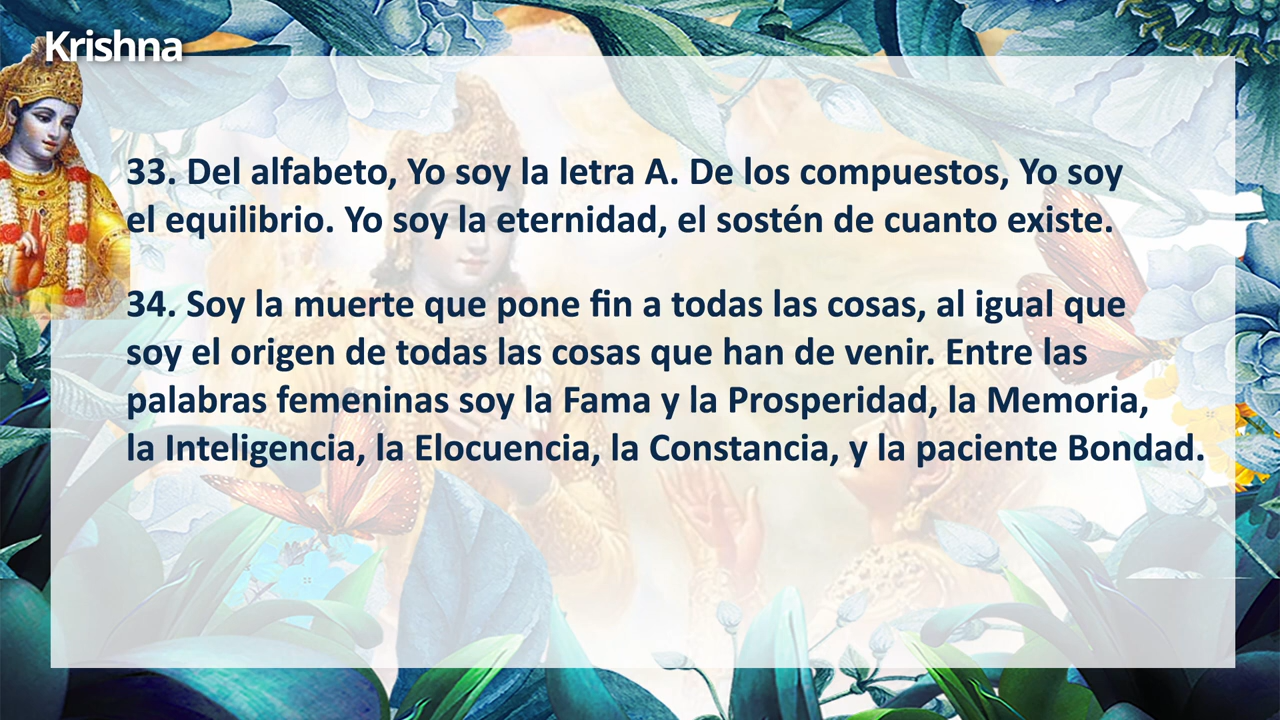 Krishna
33. Del alfabeto, Yo soy la letra A. De los compuestos, Yo soy
el equilibrio. Yo soy la eternidad, el sostén de cuanto existe.
34. Soy la muerte que pone fin a todas las cosas, al igual que
soy el origen de todas las cosas que han de venir. Entre las
palabras femeninas soy la Fama y la Prosperidad, la Memoria,
la Inteligencia, la Elocuencia, la Constancia, y la paciente Bondad.